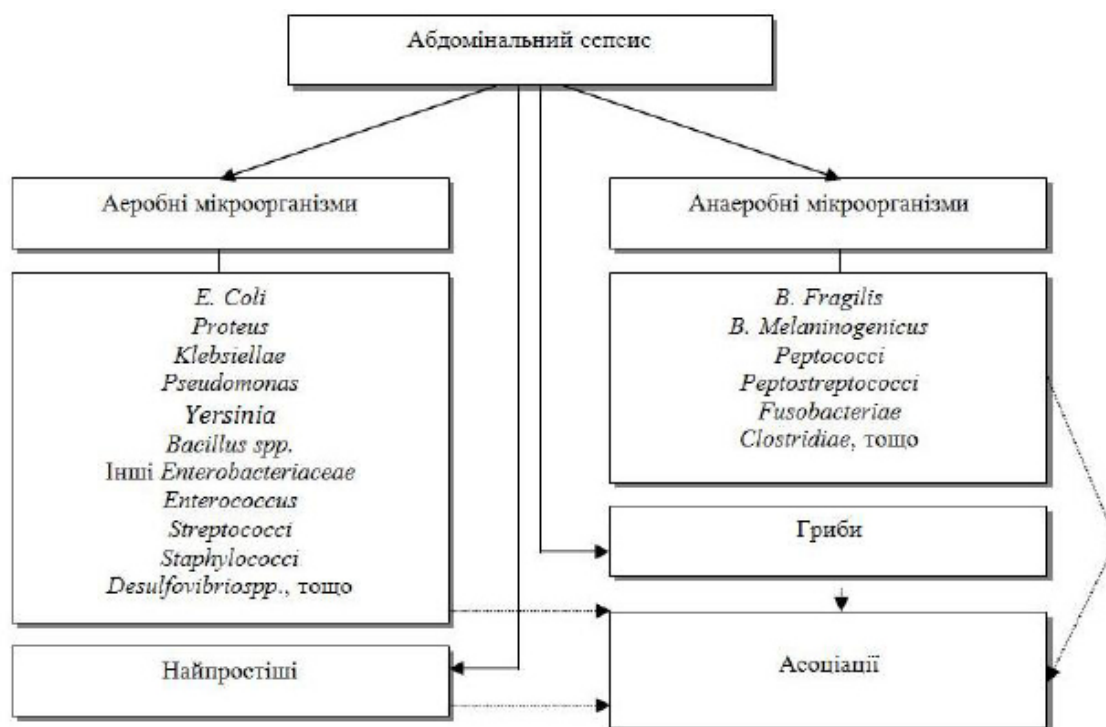 Абдомінальний сепсис
Аеробні мікроорганізми
E. Coli
Proteus
Klebsiellae
Pseudomonas
Yersinia
Bacillus spp.
Інші Enterobacteriaceae
Enterococcus
Streptococci
Staphylococci
Desulfovibriospp., тощо
Найпростіші
Анаеробні мікроорганізми
B. Fragilis
B. Melaninogenicus
Peptococci
Peptostreptococci
Fusobacteriae
Clostridiae, тощо
Гриби
Асоціації